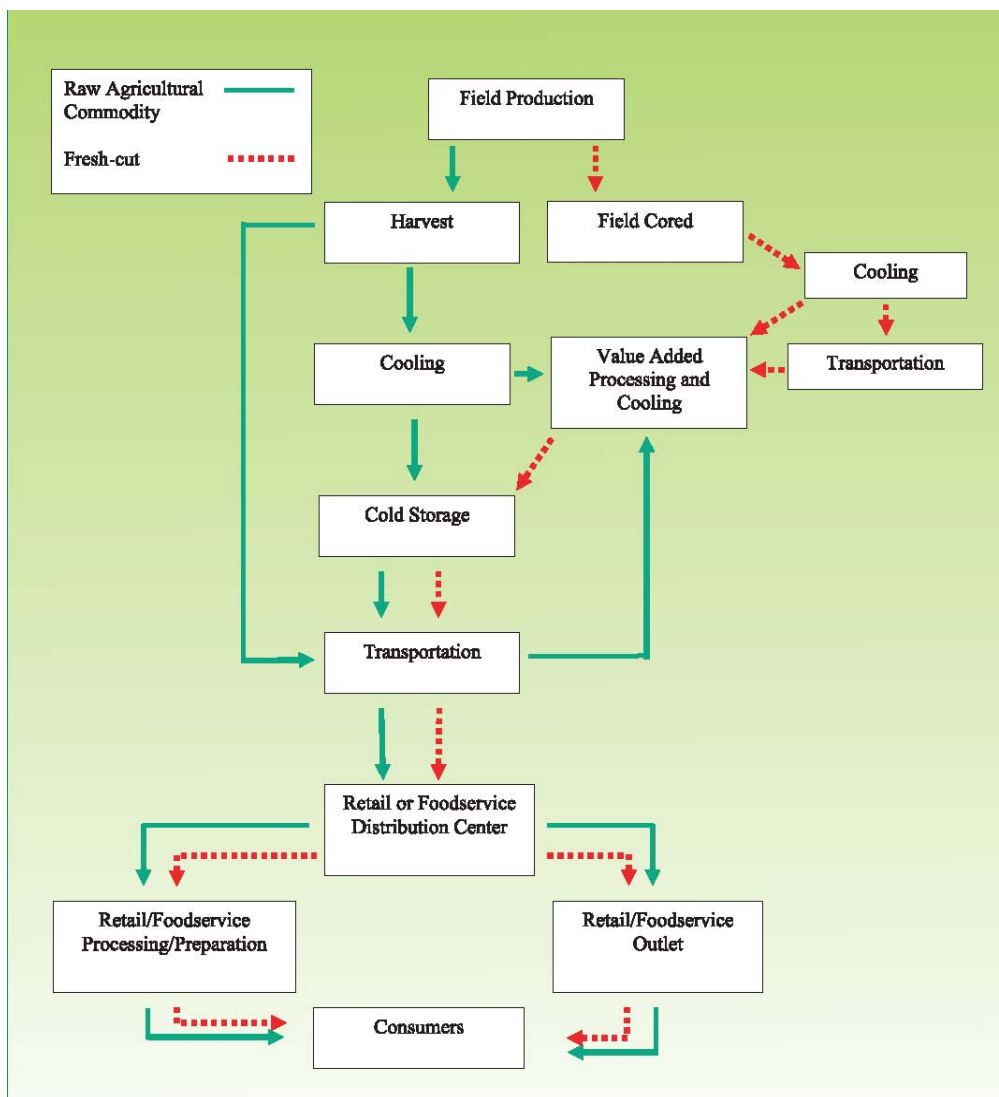 Raw Agricultural
Commodity
Fresh-cut
Field Production
Harvest
Field Cored
Cooling
Cooling
Value Added
Processing and
Cooling
Transportation
Cold Storage
Transportation
Retail or Foodservice
Distribution Center
Retail/Foodservice
Processing/Preparation
Retail/Foodservice
Outlet
Consumers